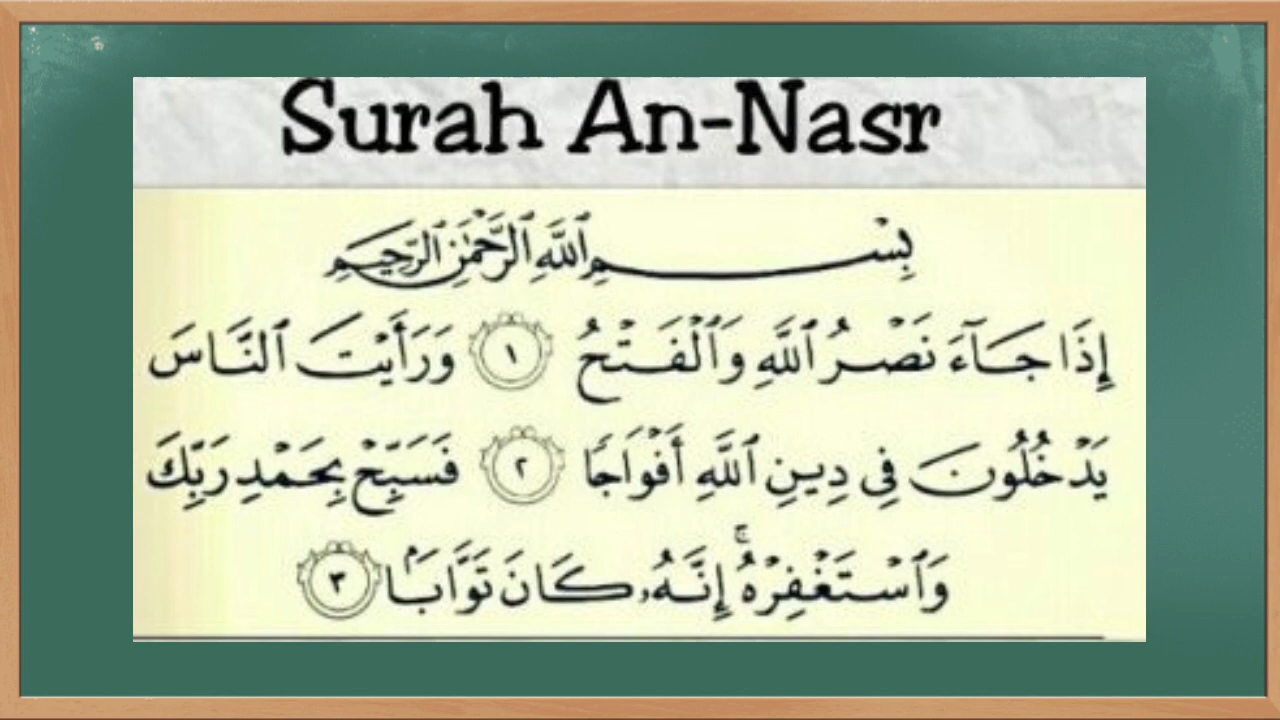 Surah An-Nasr
بِسْمِ ٱللَّهِ ٱلرَّحْمَٰنِ ٱلرَّحِيمِ
إِذَا جَآءَ نَصْرُ ٱللَّهِ وَٱلْفَتْحُ ١ وَرَأَيْتَ ٱلنَّاسَ
يَدْخُلُونَ فِى دِينِ ٱللَّهِ أَفْوَاجًا ٢ فَسَبِّحْ بِحَمْدِ رَبِّكَ
وَٱسْتَغْفِرْهُ ۚ إِنَّهُۥ كَانَ تَوَّابًۢا ٣